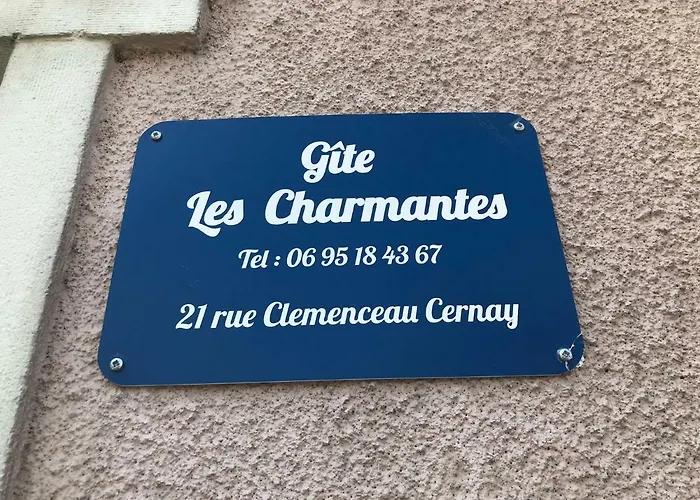 Gîte
Les Charmantes
Tel : 06 95 18 43 67
21 rue Clemenceau Cernay